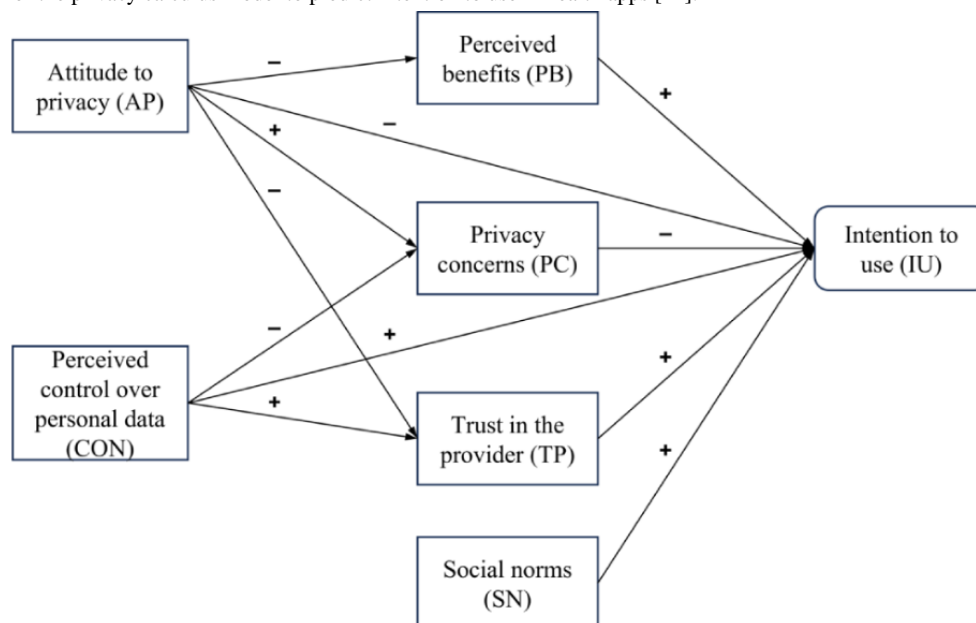 Perceived
benefits (PB)
Attitude to
privacy (AP)
−
+
−
+
−
Privacy
concerns (PC)
−
Intention to
use (IU)
−
+
Perceived
control over
personal data
(CON)
+
+
Trust in the
provider (TP)
+
Social norms
(SN)